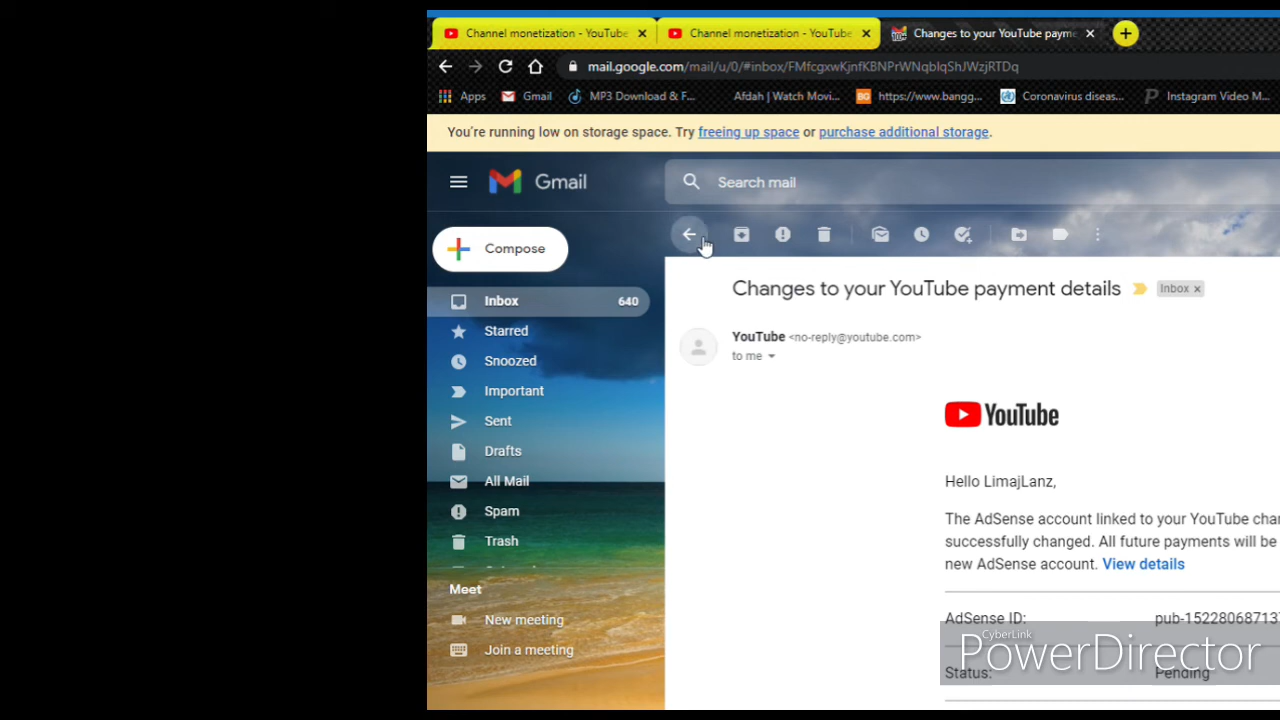 Channel monetization - YouTube
Channel monetization - YouTube
Changes to your YouTube payme
mail.google.com/mail/u/0/#inbox/FMfcgxwKjnfKBNPrWNqblqShJWzjRTDq
Apps
Gmail
MP3 Download & F...
Afdah | Watch Movi...
BG
https://www.bangg...
Coronavirus diseas...
Instagram Video M...
You're running low on storage space. Try freeing up space or purchase additional storage.
Gmail
Search mail
Compose
Inbox 640
Starred
Snoozed
Important
Sent
Drafts
All Mail
Spam
Trash
Meet
New meeting
Join a meeting
Changes to your YouTube payment details
Inbox x
YouTube <no-reply@youtube.com>
to me
YouTube
Hello LimajLanz,
The AdSense account linked to your YouTube cha
successfully changed. All future payments will be
new AdSense account. View details
AdSense ID: pub-1522806871
CyberLink
PowerDirector
Status: Pending